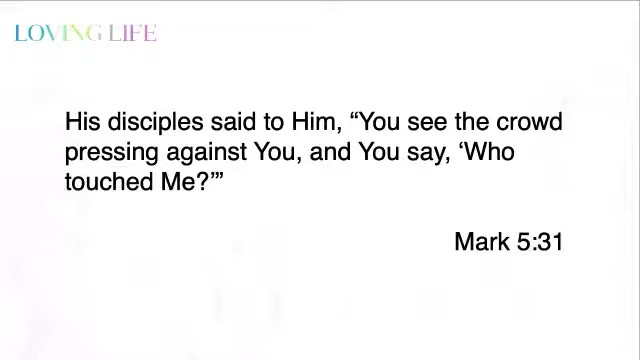 LOVING LIFE
His disciples said to Him, “You see the crowd
pressing against You, and You say, ‘Who
touched Me?’”
Mark 5:31